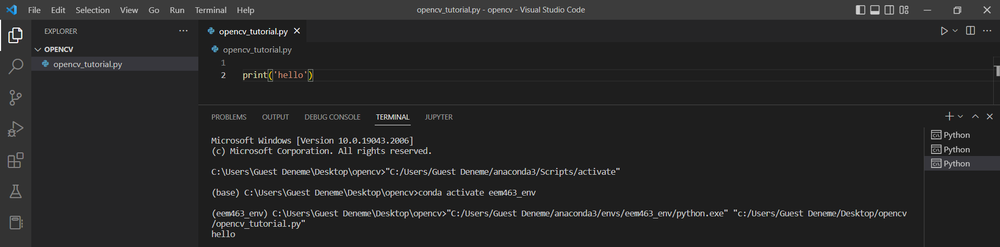 File Edit Selection View Go Run Terminal Help opencv_tutorial.py - opencv - Visual Studio Code
EXPLORER
OPENCV
opencv_tutorial.py
opencv_tutorial.py
opencv_tutorial.py
1
2 print('hello')
PROBLEMS OUTPUT DEBUG CONSOLE TERMINAL JUPYTER
Microsoft Windows [Version 10.0.19043.2006]
(c) Microsoft Corporation. All rights reserved.
C:\Users\Guest Deneme\Desktop\opencv>"C:/Users/Guest Deneme/anaconda3/Scripts/activate"
(base) C:\Users\Guest Deneme\Desktop\opencv>conda activate eem463_env
(eem463_env) C:\Users\Guest Deneme\Desktop\opencv>"C:/Users/Guest Deneme/anaconda3/envs/eem463_env/python.exe" "c:/Users/Guest Deneme/Desktop/opencv
/opencv_tutorial.py"
hello
Python
Python
Python